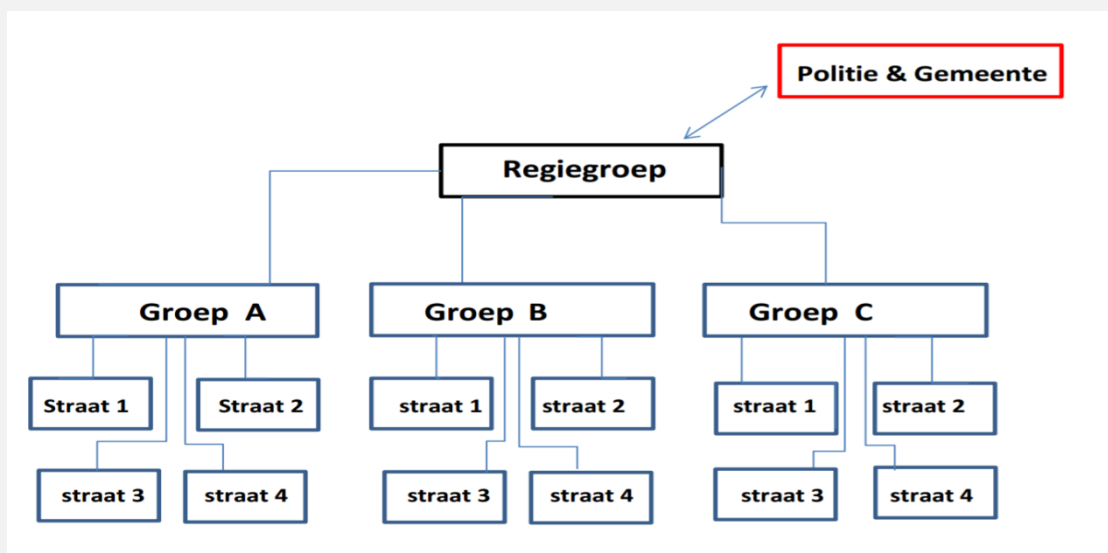 Politie & Gemeente
Regiegroep
Groep A
Groep B
Groep C
Straat 1
Straat 2
straat 1
straat 2
straat 1
straat 2
straat 3
straat 4
straat 3
straat 4
straat 3
straat 4